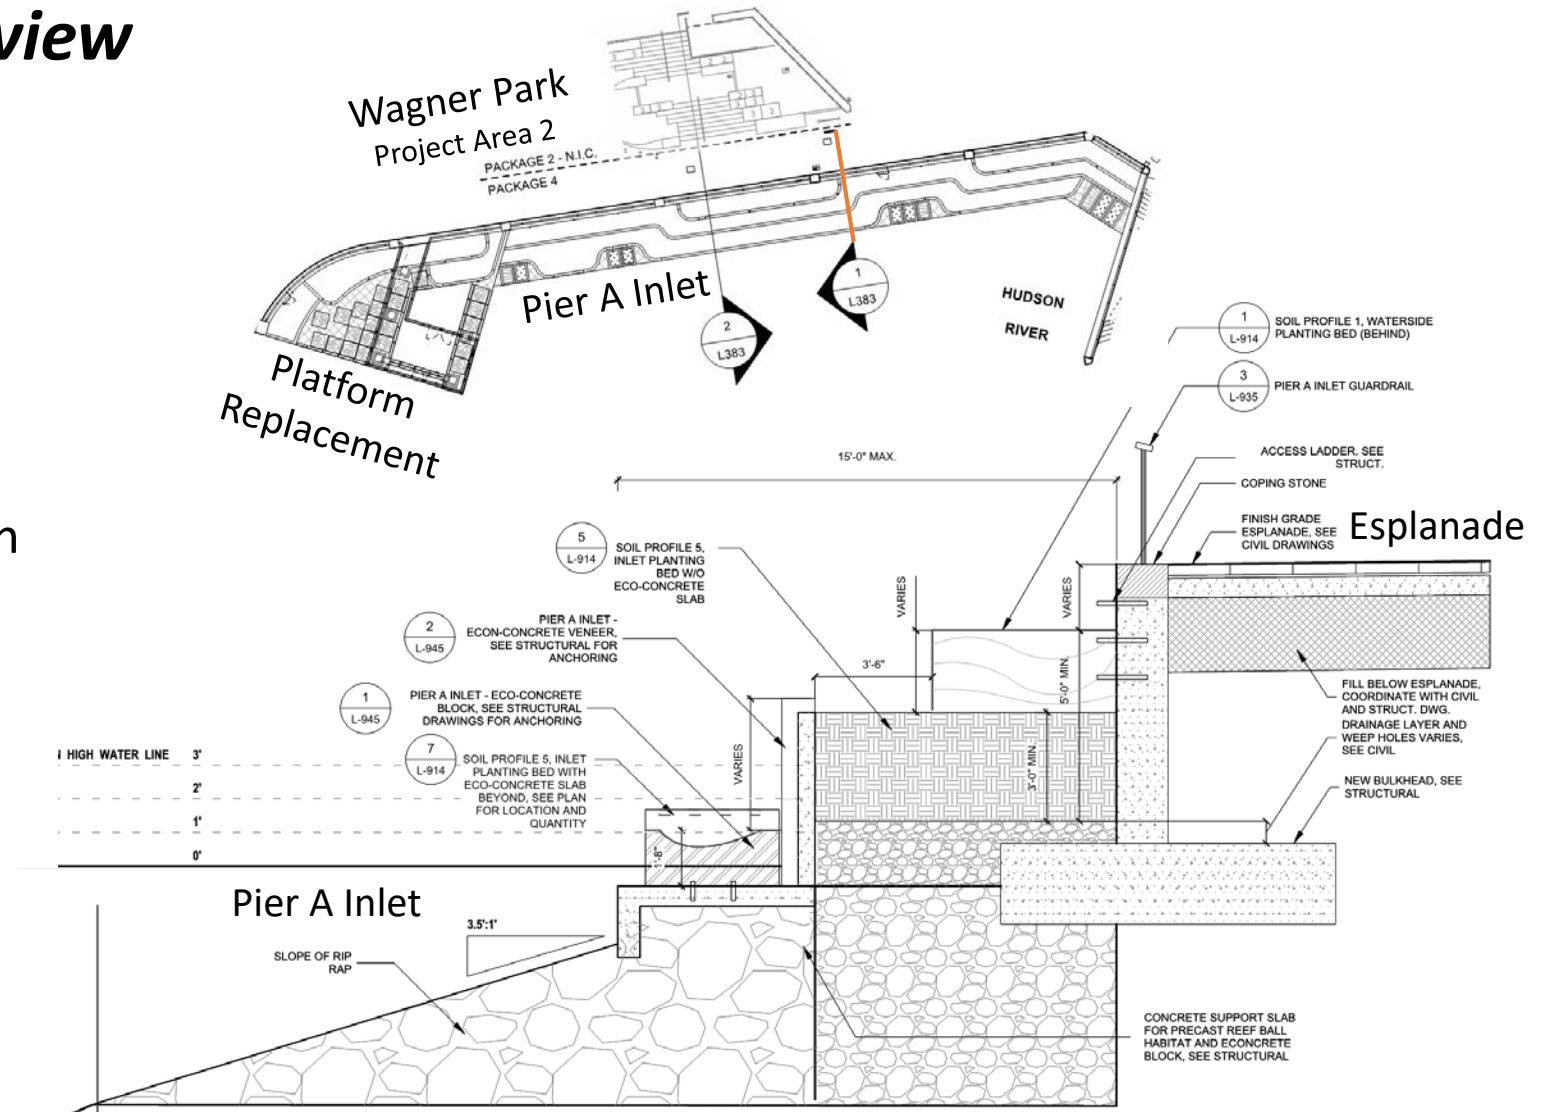 view
Wagner Park
Project Area 2
PACKAGE 2 - N.I.C.
PACKAGE 4
Pier A Inlet
Platform
Replacement
1
L383
2
L383
HUDSON
RIVER
1
L-914
SOIL PROFILE 1, WATERSIDE
PLANTING BED (BEHIND)
3
L-935
PIER A INLET GUARDRAIL
15'-0" MAX.
ACCESS LADDER. SEE
STRUCT.
COPING STONE
FINISH GRADE
ESPLANADE, SEE
CIVIL DRAWINGS
Esplanade
n
5
L-914
SOIL PROFILE 5,
INLET PLANTING
BED W/O
ECO-CONCRETE
SLAB
VARIES
VARIES
2
L-945
PIER A INLET -
ECON-CONCRETE VENEER,
SEE STRUCTURAL FOR
ANCHORING
3'-6"
5'-0" MIN.
1
L-945
PIER A INLET - ECO-CONCRETE
BLOCK, SEE STRUCTURAL
DRAWINGS FOR ANCHORING
FILL BELOW ESPLANADE,
COORDINATE WITH CIVIL
AND STRUCT. DWG.
DRAINAGE LAYER AND
WEEP HOLES VARIES,
SEE CIVIL
7
L-914
SOIL PROFILE 5, INLET
PLANTING BED WITH
ECO-CONCRETE SLAB
BEYOND, SEE PLAN
FOR LOCATION AND
QUANTITY
VARIES
3'-0" MIN.
HIGH WATER LINE 3'
2'
1'
0'
NEW BULKHEAD, SEE
STRUCTURAL
Pier A Inlet
3.5':1'
SLOPE OF RIP
RAP
CONCRETE SUPPORT SLAB
FOR PRECAST REEF BALL
HABITAT AND ECONCRETE
BLOCK, SEE STRUCTURAL